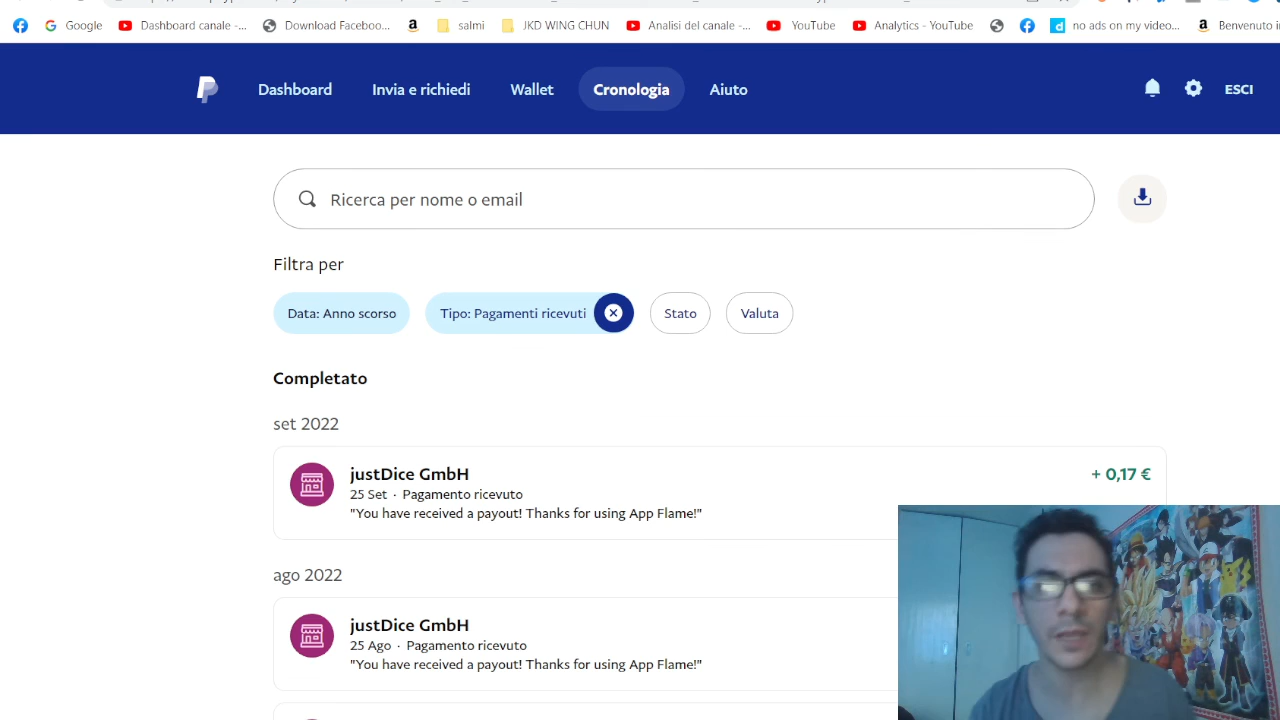 Google
Dashboard canale -...
Download Faceboo...
salmi
JKD WING CHUN
Analisi del canale -...
YouTube
Analytics - YouTube
no ads on my video...
Benvenuto i
Dashboard
Invia e richiedi
Wallet
Cronologia
Aiuto
ESCI
Ricerca per nome o email
Filtra per
Data: Anno scorso
Tipo: Pagamenti ricevuti
Stato
Valuta
Completato
set 2022
justDice GmbH
+ 0,17 €
25 Set · Pagamento ricevuto
"You have received a payout! Thanks for using App Flame!"
ago 2022
justDice GmbH
25 Ago · Pagamento ricevuto
"You have received a payout! Thanks for using App Flame!"